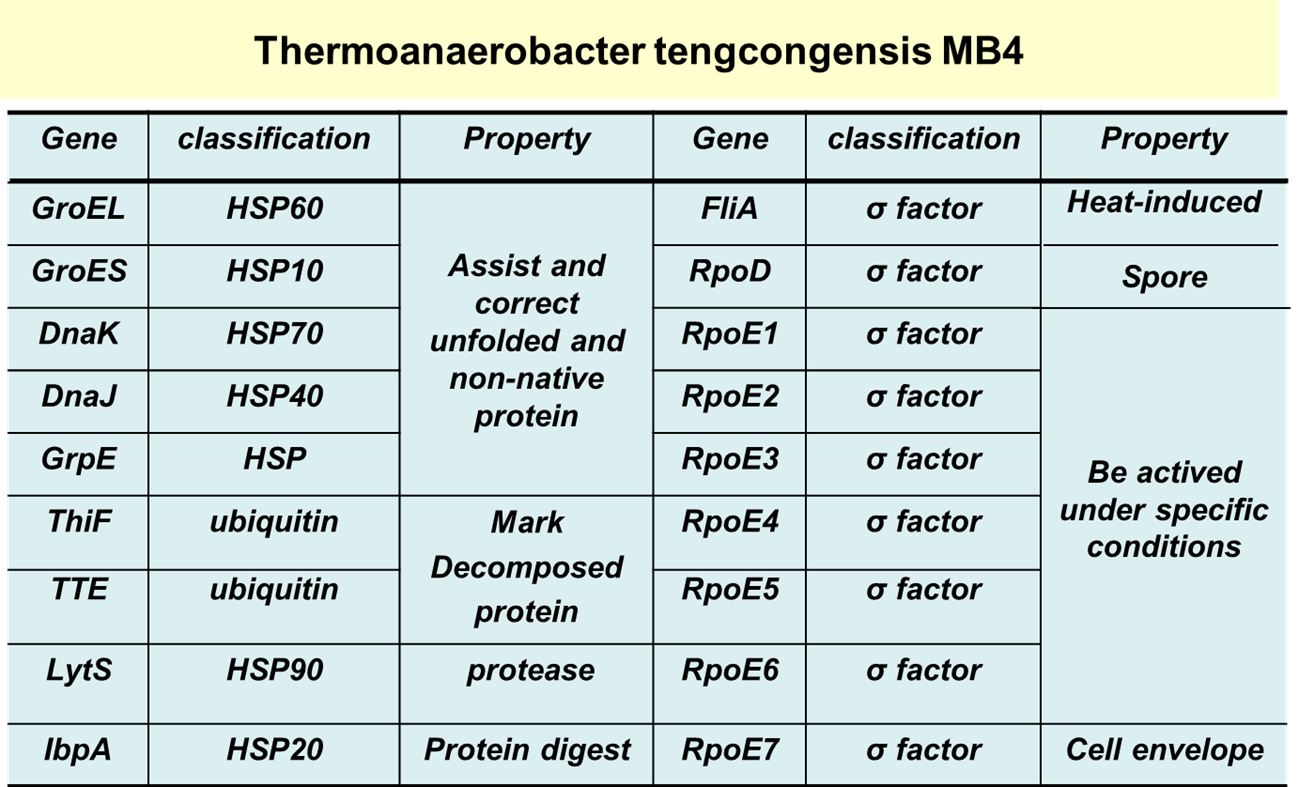 Thermoanaerobacter tengcongensis MB4
Gene classification Property Gene classification Property
GroEL HSP60 FliA σ factor Heat-induced
GroES HSP10 RpoD σ factor Spore
Assist and
correct
unfolded and
non-native
protein
DnaK HSP70 RpoE1 σ factor
DnaJ HSP40 RpoE2 σ factor
GrpE HSP RpoE3 σ factor
Be actived
under specific
conditions
ThiF ubiquitin RpoE4 σ factor
Mark
Decomposed
protein
TTE ubiquitin RpoE5 σ factor
LytS HSP90 protease RpoE6 σ factor
IbpA HSP20 Protein digest RpoE7 σ factor Cell envelope